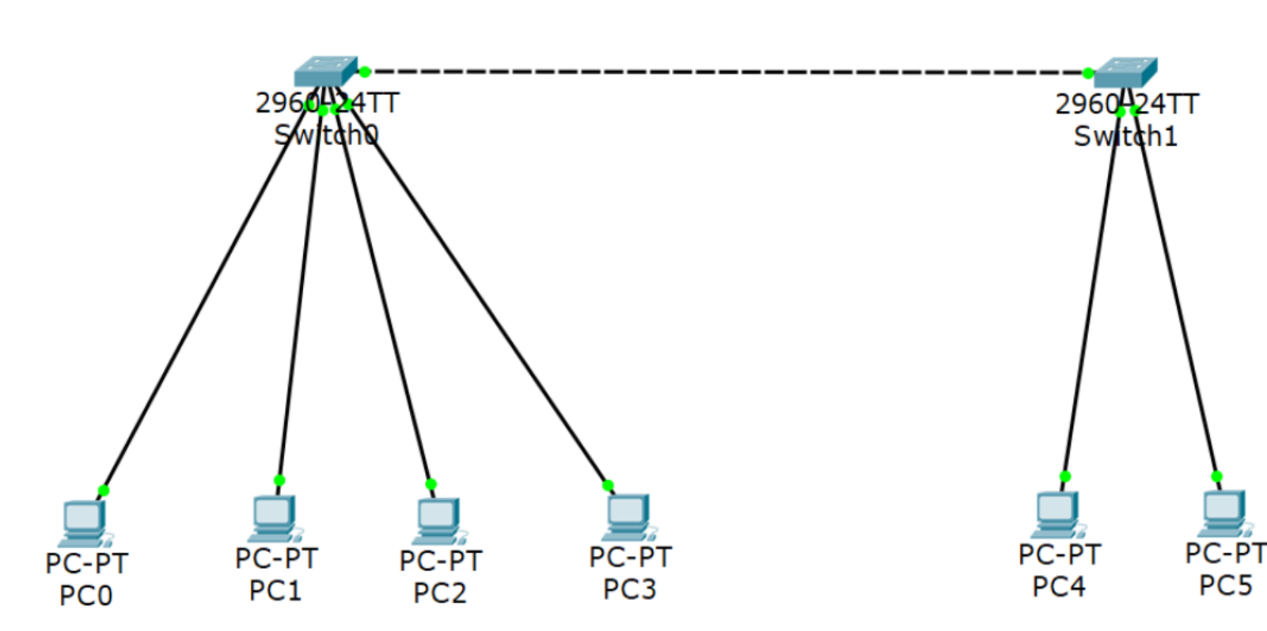 2960-24TT
Switch0
2960-24TT
Switch1
PC-PT
PC0
PC-PT
PC1
PC-PT
PC2
PC-PT
PC3
PC-PT
PC4
PC-PT
PC5